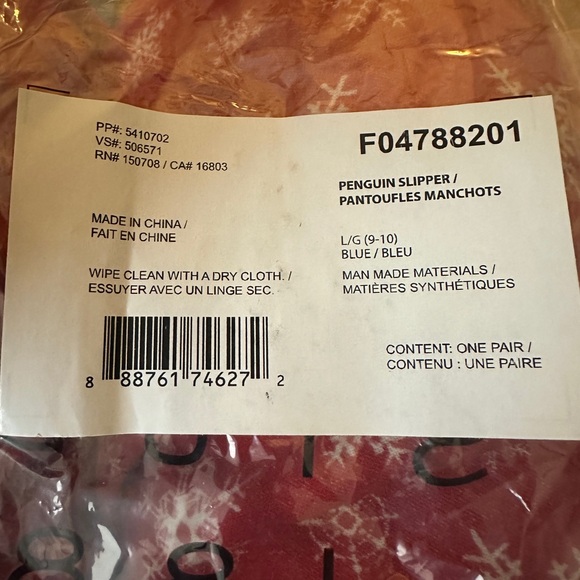 PP#: 5410702
VS#: 506571
RN# 150708 / CA# 16803
F04788201
PENGUIN SLIPPER /
PANTOUFLES MANCHOTS
MADE IN CHINA /
FAIT EN CHINE
L/G (9-10)
BLUE / BLEU
WIPE CLEAN WITH A DRY CLOTH. /
ESSUYER AVEC UN LINGE SEC.
MAN MADE MATERIALS /
MATIÈRES SYNTHÉTIQUES
CONTENT: ONE PAIR /
CONTENU : UNE PAIRE
8 88761 74627 2